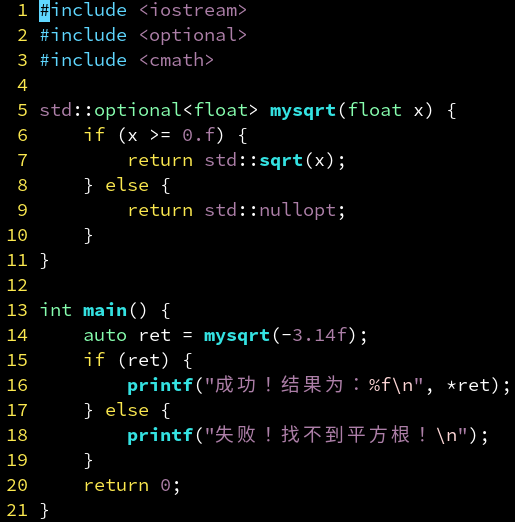 1 #include <iostream>
2 #include <optional>
3 #include <cmath>
4
5 std::optional<float> mysqrt(float x) {
6     if (x >= 0.f) {
7         return std::sqrt(x);
8     } else {
9         return std::nullopt;
10     }
11 }
12
13 int main() {
14     auto ret = mysqrt(-3.14f);
15     if (ret) {
16         printf("成功！结果为：%f\n", *ret);
17     } else {
18         printf("失败！找不到平方根！\n");
19     }
20     return 0;
21 }